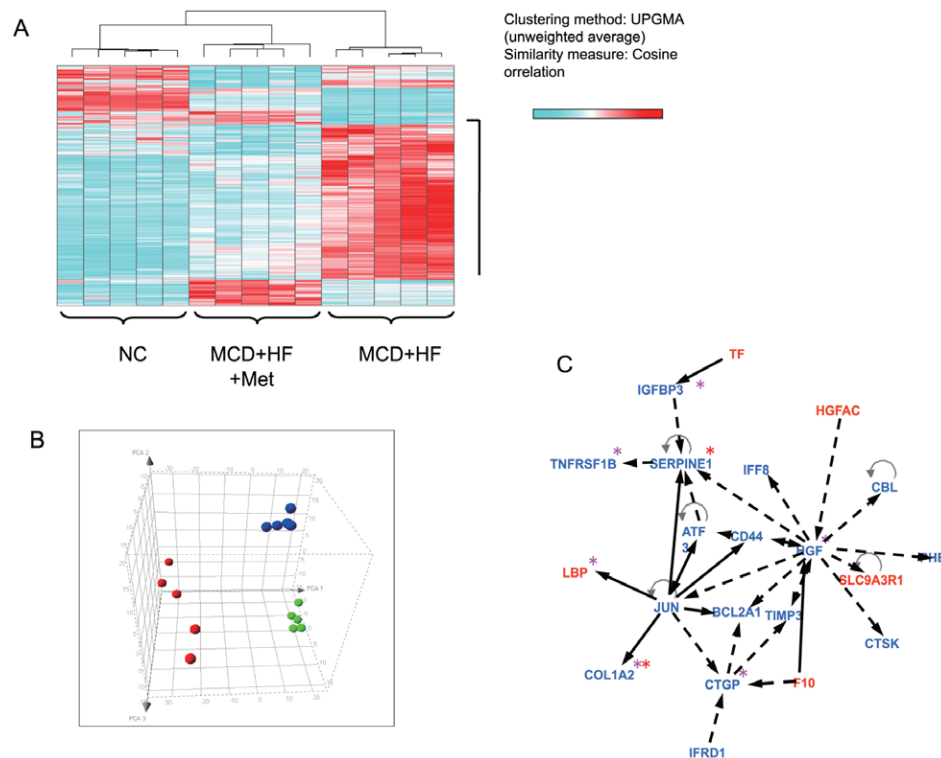 A
Clustering method: UPGMA
(unweighted average)
Similarity measure: Cosine
orrelation
NC
MCD+HF
+Met
MCD+HF
B
PCA 2
PCA 1
PCA 3
C
TF
IGFBP3 *
HGFAC
TNFRSF1B *
SERPINE1 *
IFF8
CBL
ATF
3
CD44
HGF *
LBP *
SLC9A3R1
JUN
BCL2A1
TIMP3
CTSK
COL1A2 **
CTGP *
F10
IFRD1